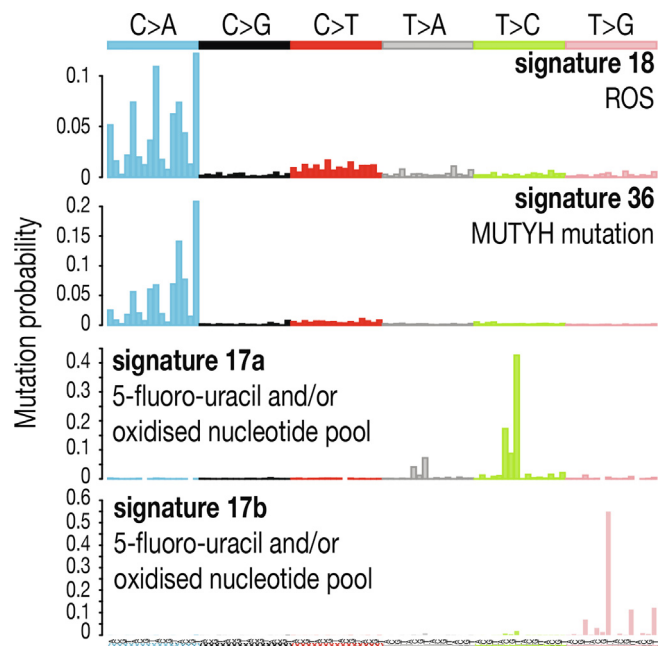 C>A C>G C>T T>A T>C T>G
signature 18
ROS
0.1
0.05
0
signature 36
MUTYH mutation
0.2
0.15
0.1
0.05
0
Mutation probability
signature 17a
5-fluoro-uracil and/or
oxidised nucleotide pool
0.4
0.3
0.2
0.1
0
signature 17b
5-fluoro-uracil and/or
oxidised nucleotide pool
0.6
0.5
0.4
0.3
0.2
0.1
0